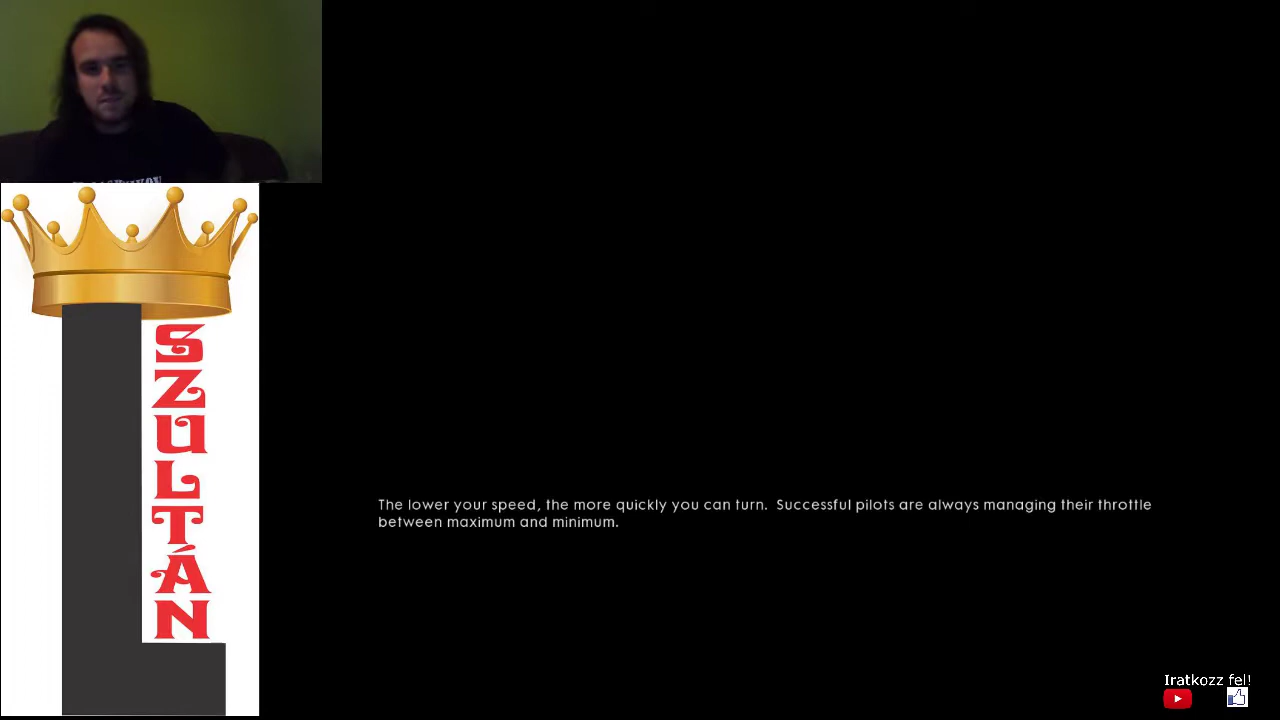 SZULTÁN
The lower your speed, the more quickly you can turn.  Successful pilots are always managing their throttle
between maximum and minimum.
Iratkozz fel!